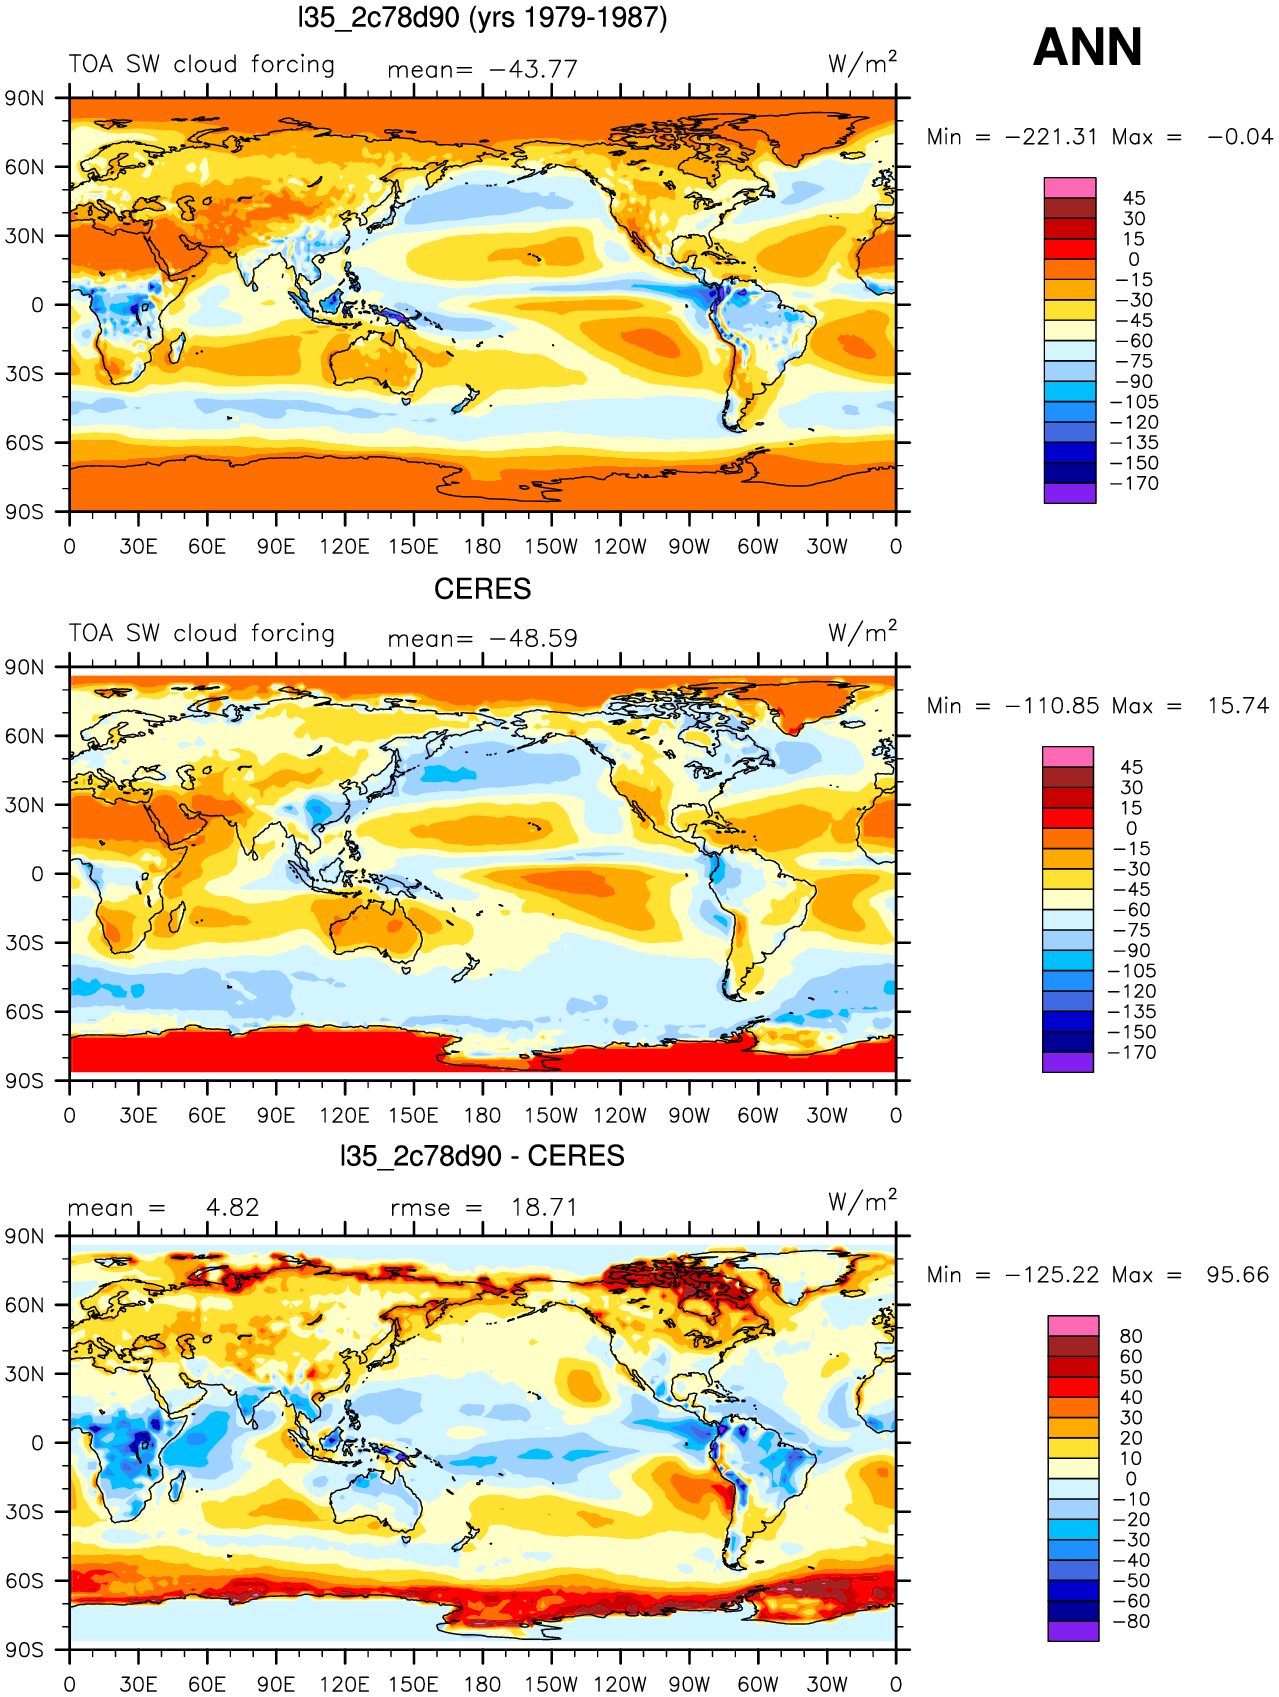 l35_2c78d90 (yrs 1979-1987)
ANN
TOA SW cloud forcing mean= -43.77 W/m²
Min = -221.31 Max = -0.04
90N
60N
30N
0
30S
60S
90S
0 30E 60E 90E 120E 150E 180 150W 120W 90W 60W 30W 0
45
30
15
0
-15
-30
-45
-60
-75
-90
-105
-120
-135
-150
-170
CERES
TOA SW cloud forcing mean= -48.59 W/m²
Min = -110.85 Max = 15.74
90N
60N
30N
0
30S
60S
90S
0 30E 60E 90E 120E 150E 180 150W 120W 90W 60W 30W 0
45
30
15
0
-15
-30
-45
-60
-75
-90
-105
-120
-135
-150
-170
l35_2c78d90 - CERES
mean = 4.82 rmse = 18.71 W/m²
Min = -125.22 Max = 95.66
90N
60N
30N
0
30S
60S
90S
0 30E 60E 90E 120E 150E 180 150W 120W 90W 60W 30W 0
80
60
50
40
30
20
10
0
-10
-20
-30
-40
-50
-60
-80